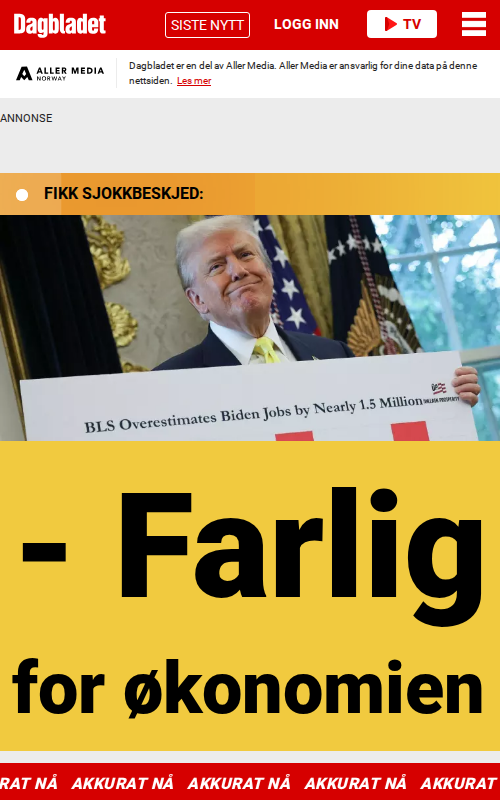 Dagbladet
SISTE NYTT
LOGG INN
TV
ALLER MEDIA
NORWAY
Dagbladet er en del av Aller Media. Aller Media er ansvarlig for dine data på denne
nettsiden. Les mer
ANNONSE
FIKK SJOKKBESKJED:
BLS Overestimates Biden Jobs by Nearly 1.5 Million
- Farlig
for økonomien
RAT NÅ AKKURAT NÅ AKKURAT NÅ AKKURAT NÅ AKKURAT